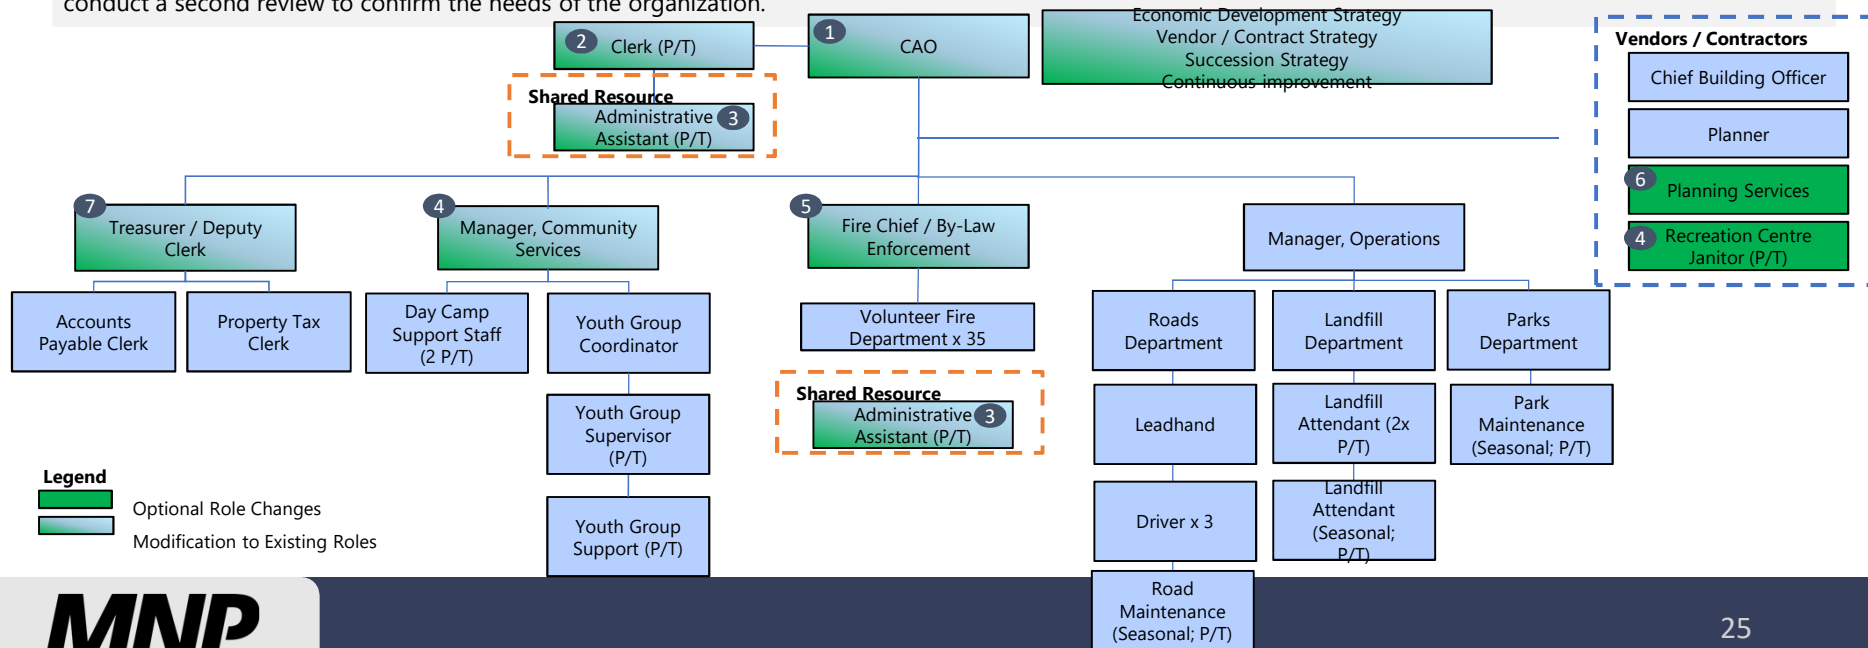 conduct a second review to confirm the needs of the organization.
2
Clerk (P/T)
1
CAO
Economic Development Strategy
Vendor / Contract Strategy
Succession Strategy
Continuous improvement
Vendors / Contractors
Chief Building Officer
Planner
6
Planning Services
4
Recreation Centre
Janitor (P/T)
Shared Resource
Administrative
Assistant (P/T)
3
7
Treasurer / Deputy
Clerk
4
Manager, Community
Services
5
Fire Chief / By-Law
Enforcement
Manager, Operations
Accounts
Payable Clerk
Property Tax
Clerk
Day Camp
Support Staff
(2 P/T)
Youth Group
Coordinator
Volunteer Fire
Department x 35
Roads
Department
Landfill
Department
Parks
Department
Shared Resource
Administrative
Assistant (P/T)
3
Youth Group
Supervisor
(P/T)
Leadhand
Landfill
Attendant (2x
P/T)
Park
Maintenance
(Seasonal; P/T)
Youth Group
Support (P/T)
Driver x 3
Landfill
Attendant
(Seasonal;
P/T)
Road
Maintenance
(Seasonal; P/T)
Legend
Optional Role Changes
Modification to Existing Roles
MNP
25